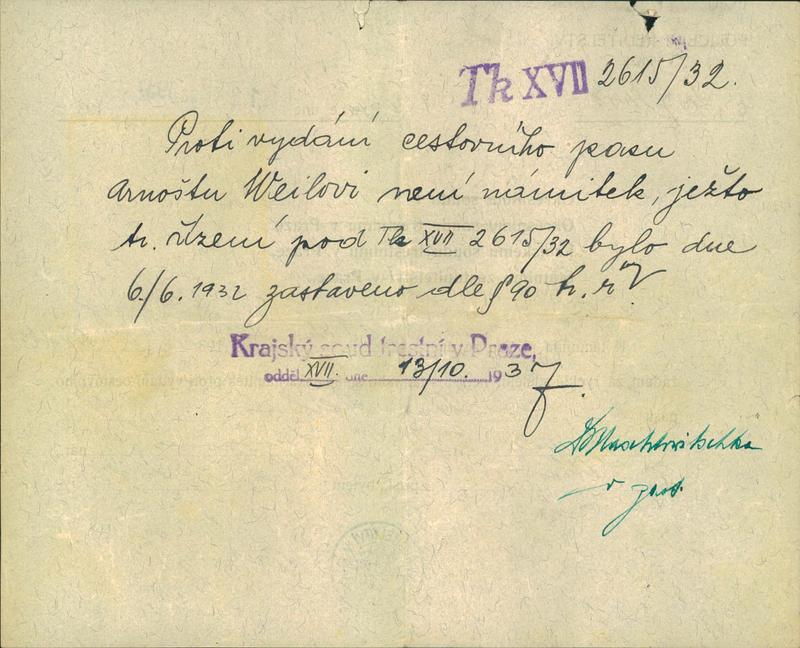 Tk XVII 2615/32.
Proti vydání cestovního pasu
Arnoštu Weilovi není námitek, ježto
tr. řízení pod Tk XVII 2615/32 bylo dne
6./6. 1932 zastaveno dle § 90 tr. ř.
Krajský soud trestní v Praze,
odděl. XVII. dne 13/10. 1937.
v zast.